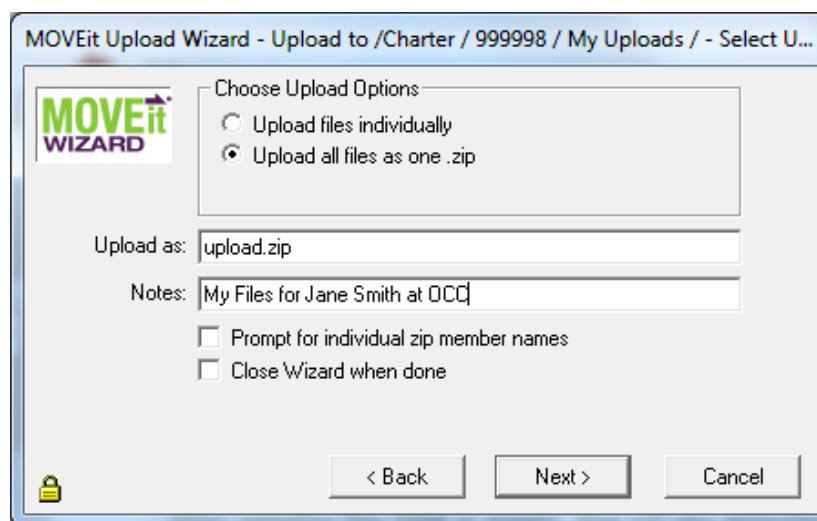 MOVEit Upload Wizard - Upload to /Charter / 999998 / My Uploads / - Select U...
MOVEit
WIZARD
Choose Upload Options
Upload files individually
Upload all files as one .zip
Upload as: upload.zip
Notes: My Files for Jane Smith at OCC
Prompt for individual zip member names
Close Wizard when done
< Back Next > Cancel